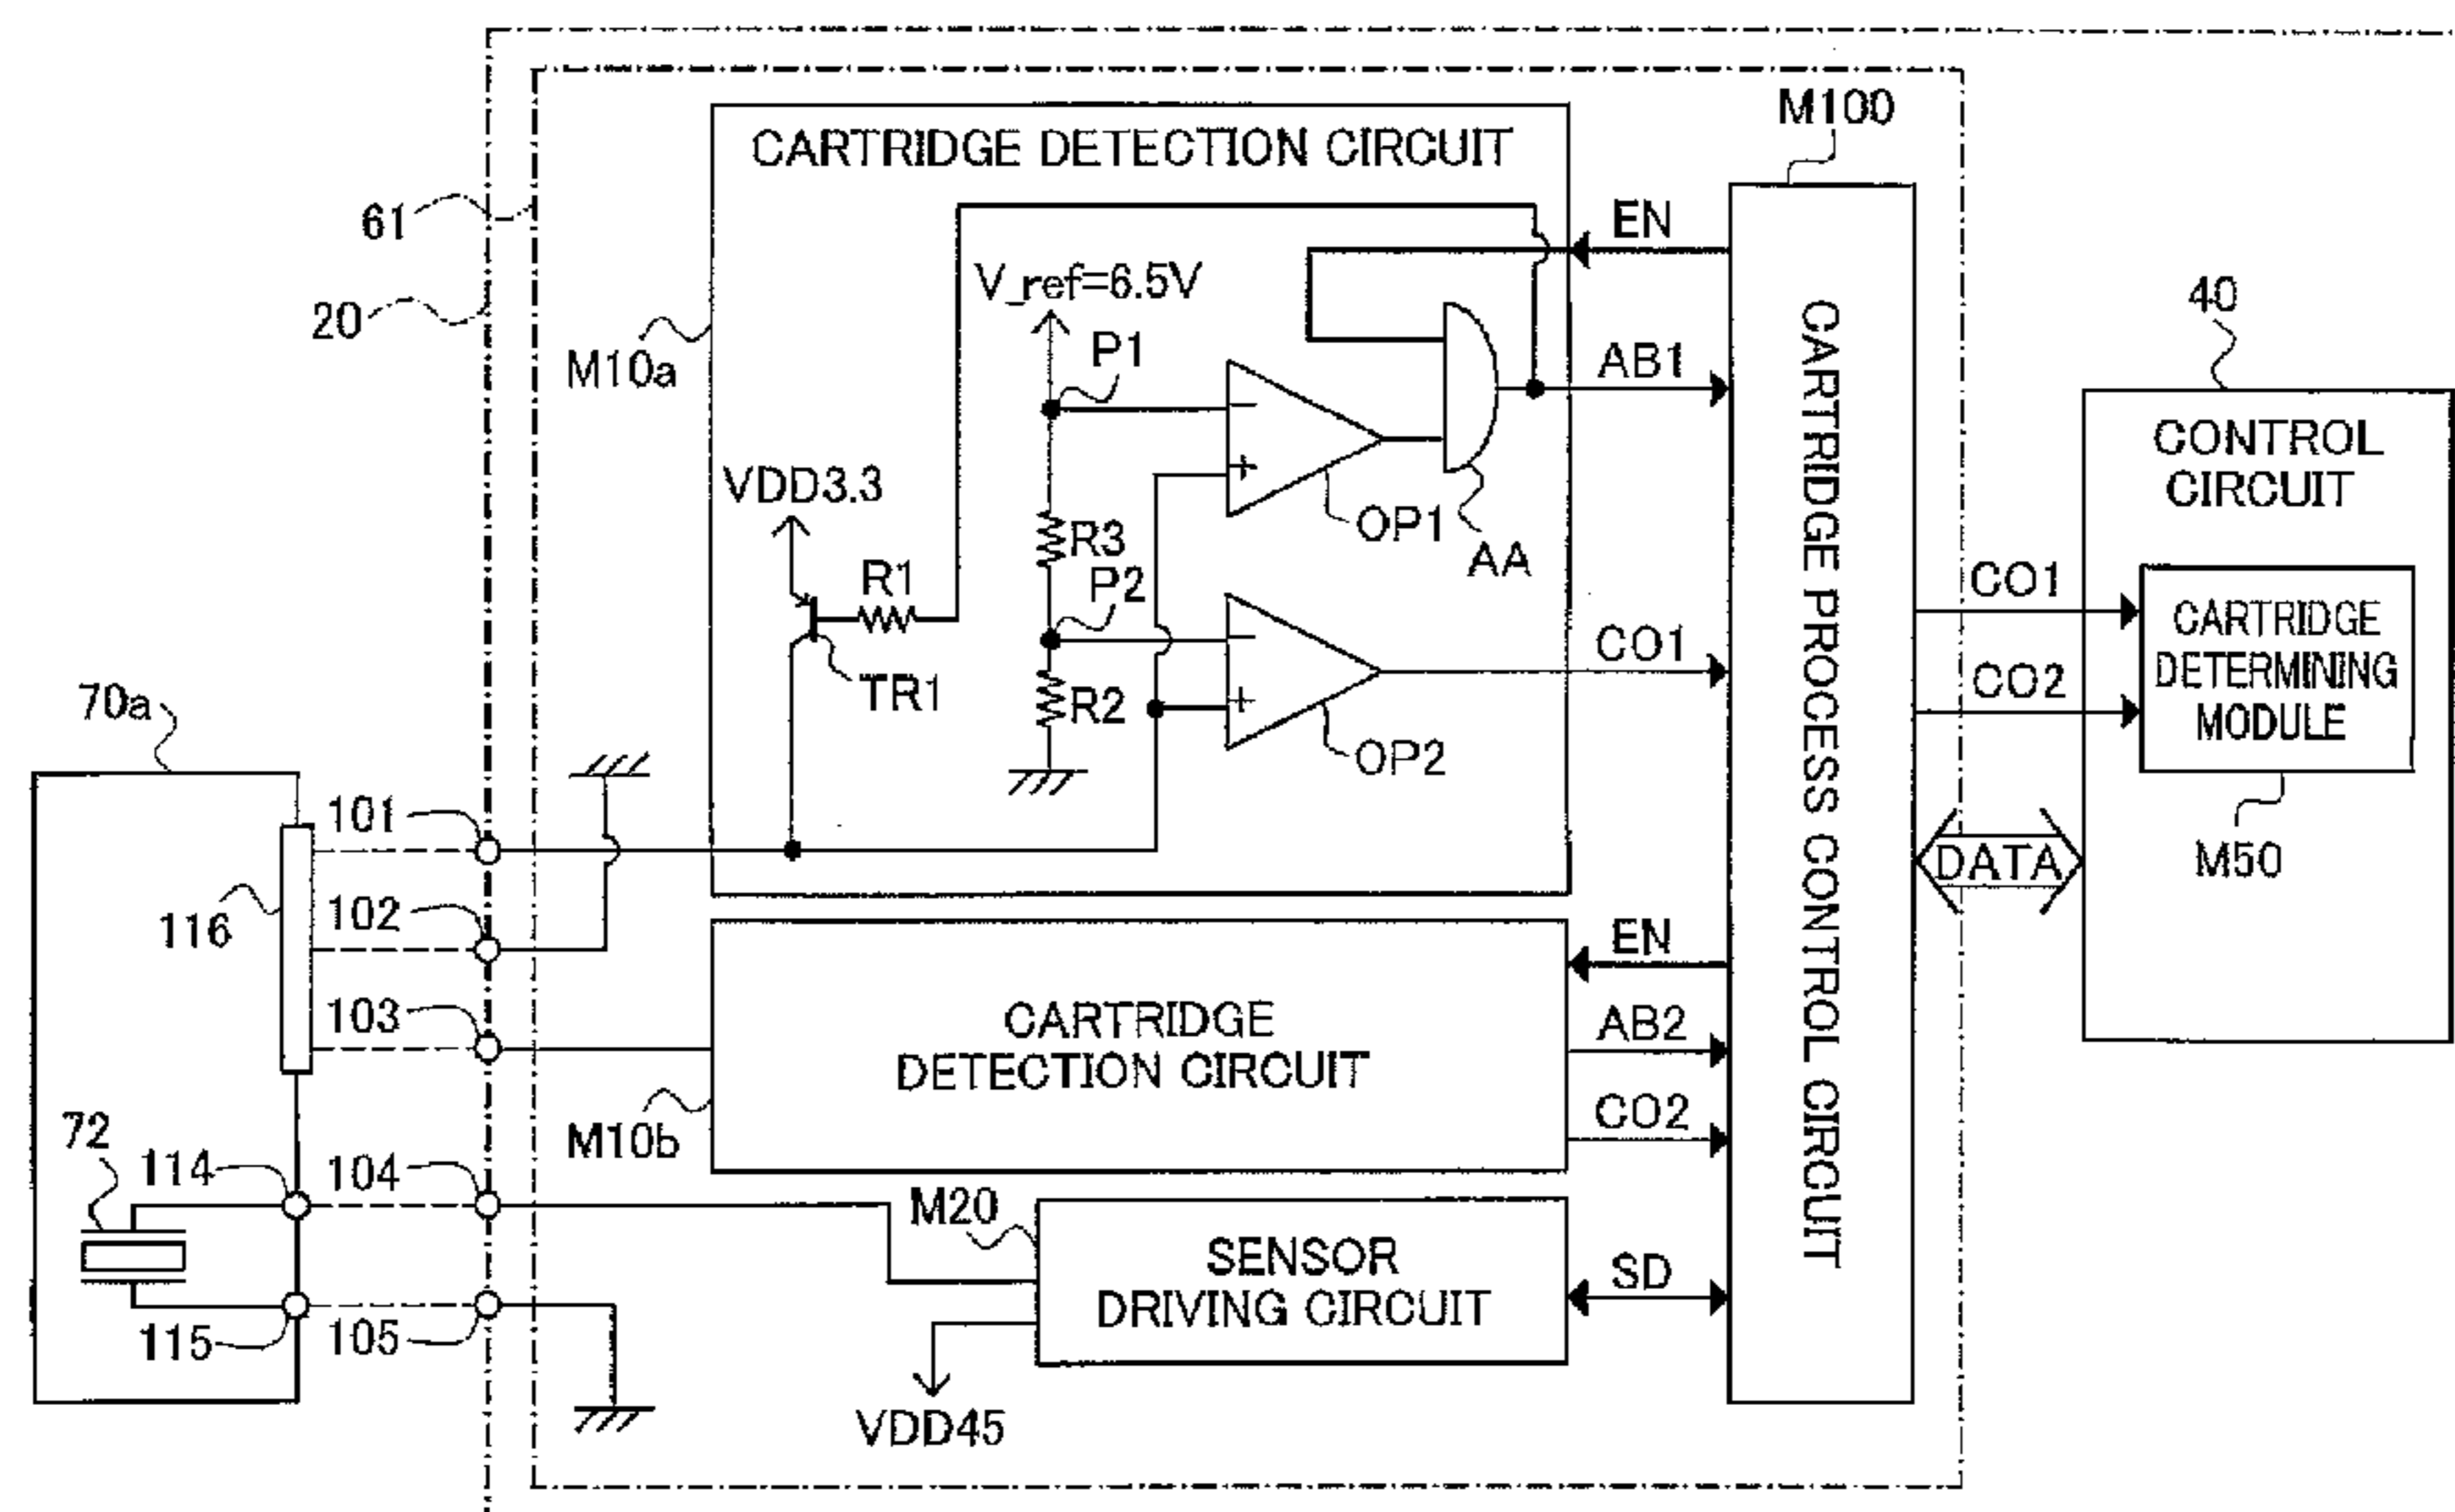 M100
CARTRIDGE DETECTION CIRCUIT
61
EN
20
V_ref=6.5V
40
M10a
P1
AB1
CONTROL
CIRCUIT
VDD3.3
R3
OP1
AA
R1
P2
CO1
CO1
CARTRIDGE
DETERMINING
MODULE
TR1
R2
CO2
70a
OP2
CARTRIDGE PROCESS CONTROL CIRCUIT
101
DATA
M50
116
102
EN
103
CARTRIDGE
DETECTION CIRCUIT
AB2
72
M10b
CO2
114
104
M20
SENSOR
DRIVING CIRCUIT
SD
115
105
VDD45